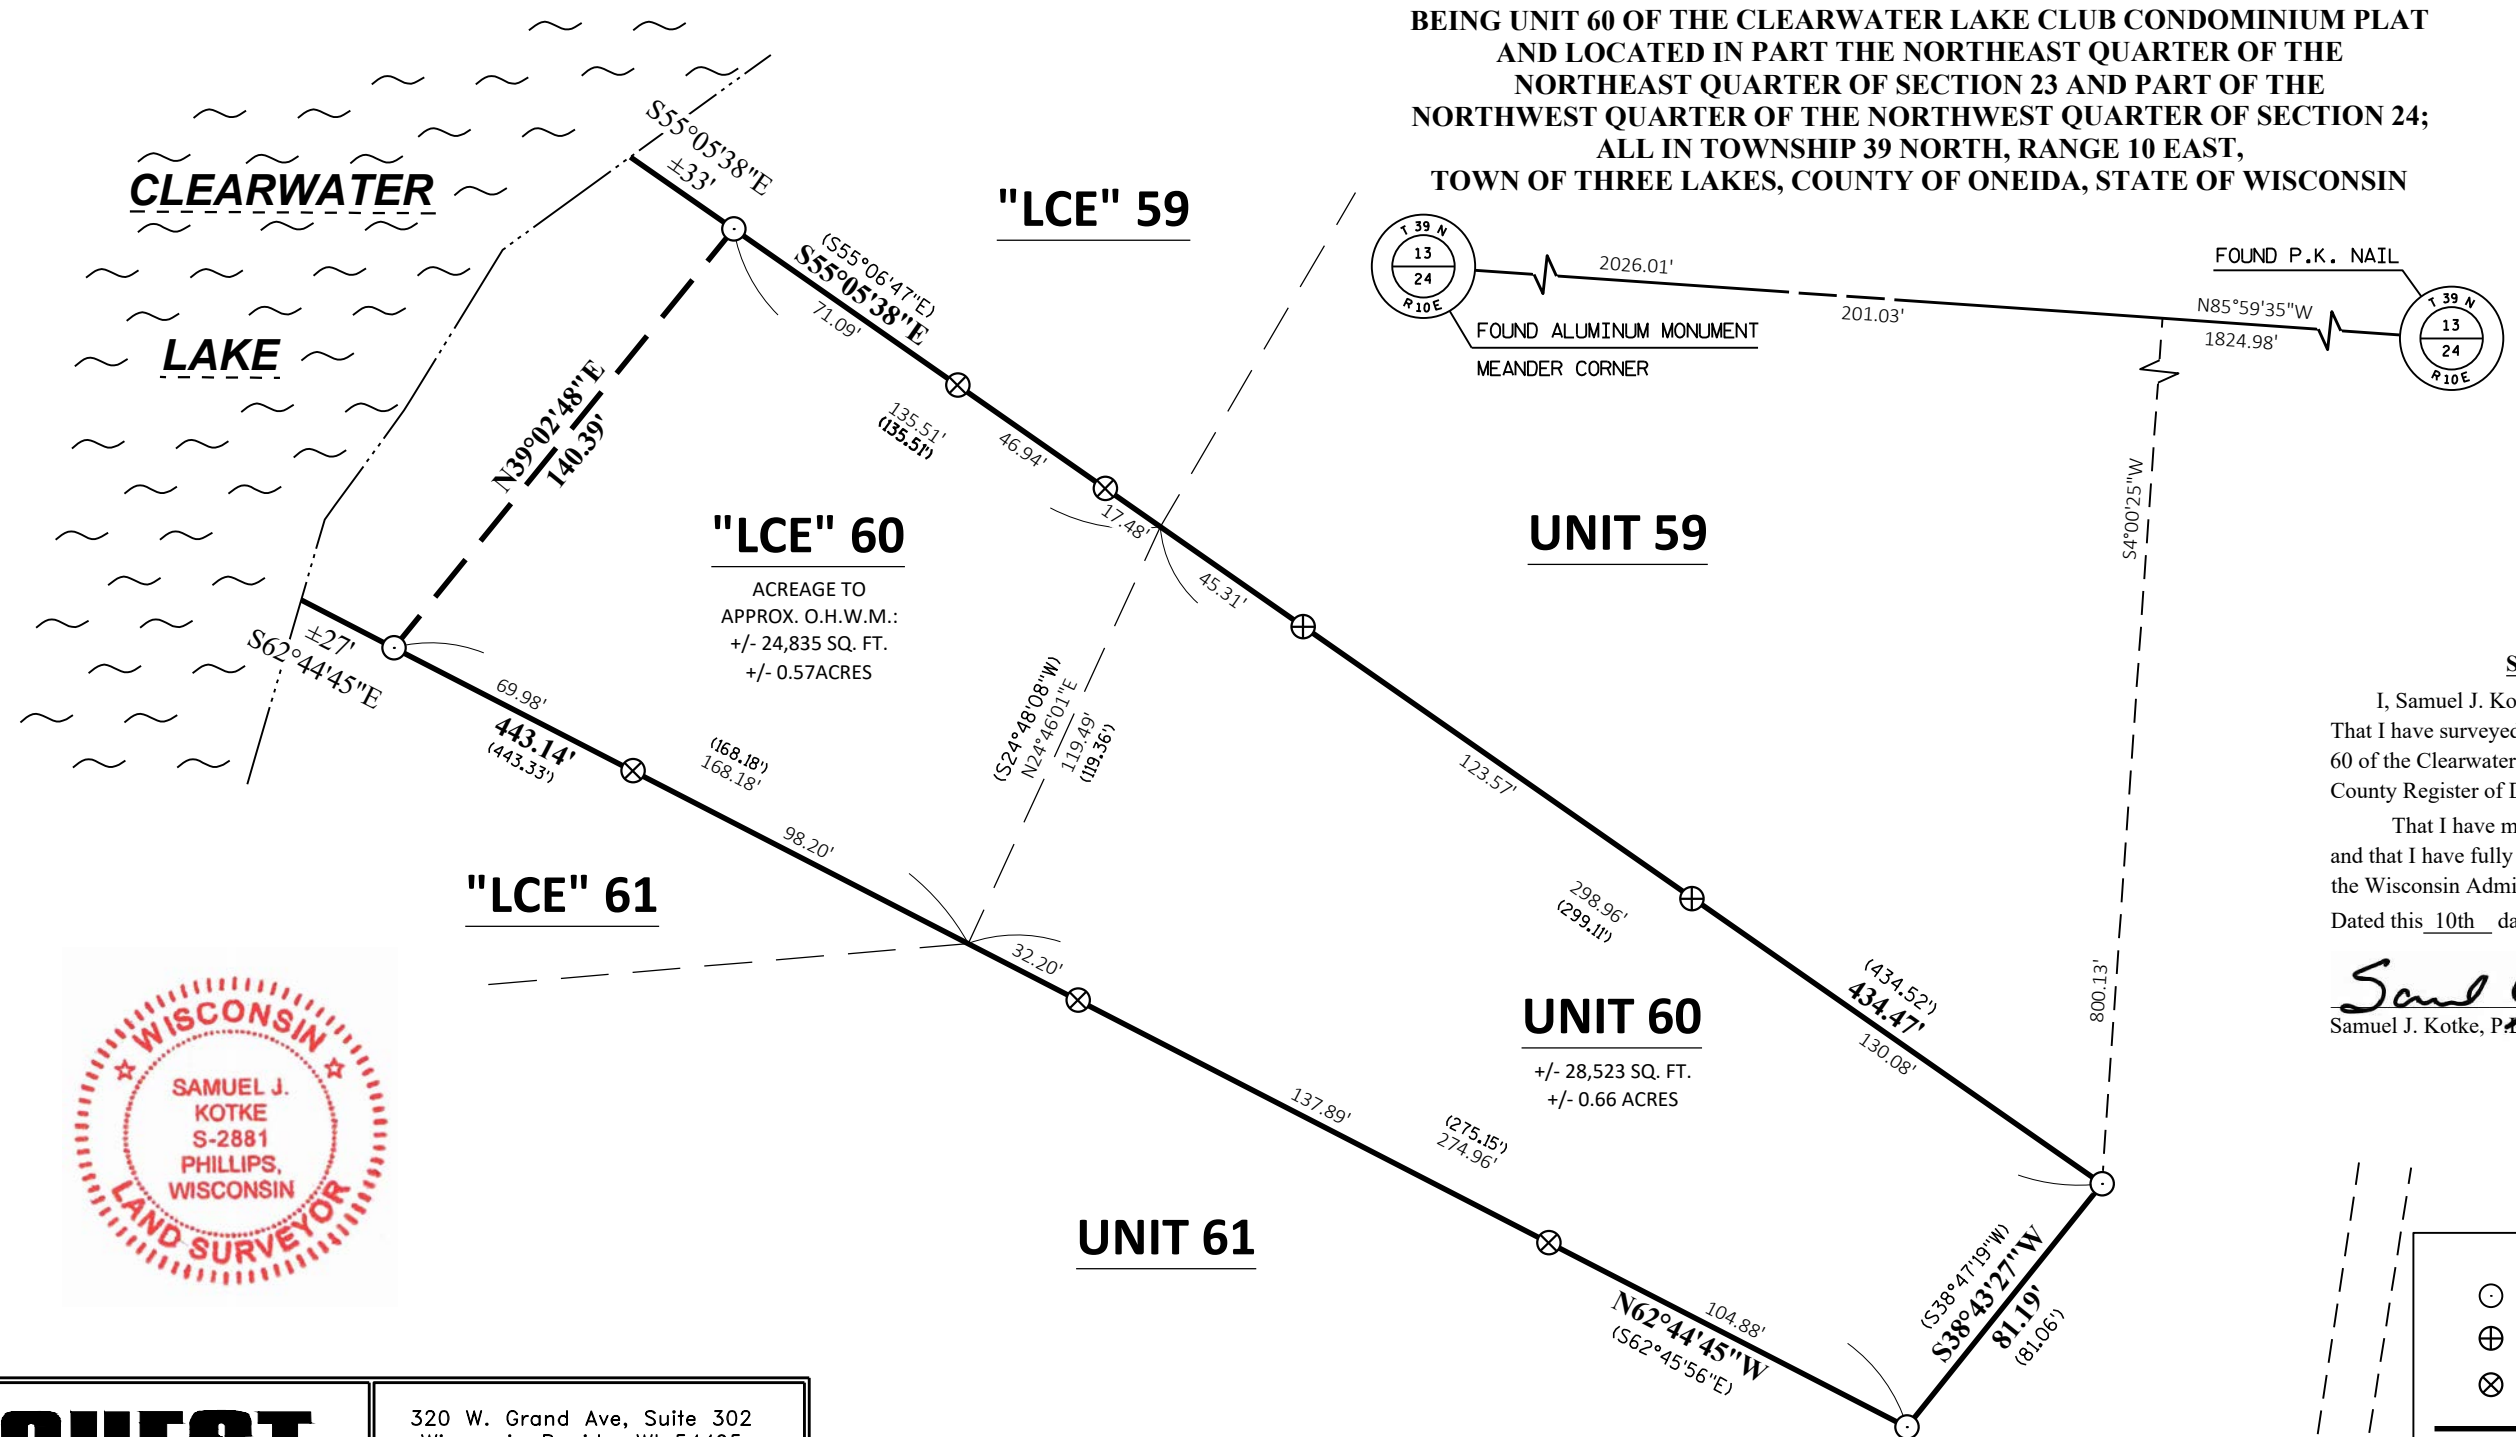 BEING UNIT 60 OF THE CLEARWATER LAKE CLUB CONDOMINIUM PLAT
AND LOCATED IN PART THE NORTHEAST QUARTER OF THE
NORTHEAST QUARTER OF SECTION 23 AND PART OF THE
NORTHWEST QUARTER OF THE NORTHWEST QUARTER OF SECTION 24;
ALL IN TOWNSHIP 39 NORTH, RANGE 10 EAST,
TOWN OF THREE LAKES, COUNTY OF ONEIDA, STATE OF WISCONSIN
CLEARWATER
LAKE
S55°05'38"E
±33'
"LCE" 59
(S55°06'47"E)
S55°05'38"E
71.09'
T 39 N
13
24
R10E
2026.01'
201.03'
FOUND ALUMINUM MONUMENT
MEANDER CORNER
FOUND P.K. NAIL
N85°59'35"W
1824.98'
T 39 N
13
24
R10E
N39°02'48"E
140.39'
135.51'
(135.51')
46.94'
17.48'
45.31'
"LCE" 60
ACREAGE TO
APPROX. O.H.W.M.:
+/- 24,835 SQ. FT.
+/- 0.57ACRES
UNIT 59
S4°00'25"W
800.13'
±27'
S62°44'45"E
69.98'
443.14'
(443.33')
(168.18')
168.18'
98.20'
(S24°48'08"W)
N24°46'01"E
119.49'
(119.36')
123.57'
298.96'
(299.11')
"LCE" 61
32.20'
UNIT 60
+/- 28,523 SQ. FT.
+/- 0.66 ACRES
(434.52')
434.47'
130.08'
137.89'
(275.15')
274.96'
UNIT 61
104.88'
N62°44'45"W
(S62°45'56"E)
(S38°47'19"W)
S38°43'27"W
81.19'
(81.06')
I, Samuel J. Ko
That I have surveyed
60 of the Clearwater
County Register of D
That I have m
and that I have fully
the Wisconsin Admi
Dated this 10th da
Samuel J. Kotke, P.
WISCONSIN
SAMUEL J.
KOTKE
S-2881
PHILLIPS,
WISCONSIN
LAND SURVEYOR
320 W. Grand Ave, Suite 302